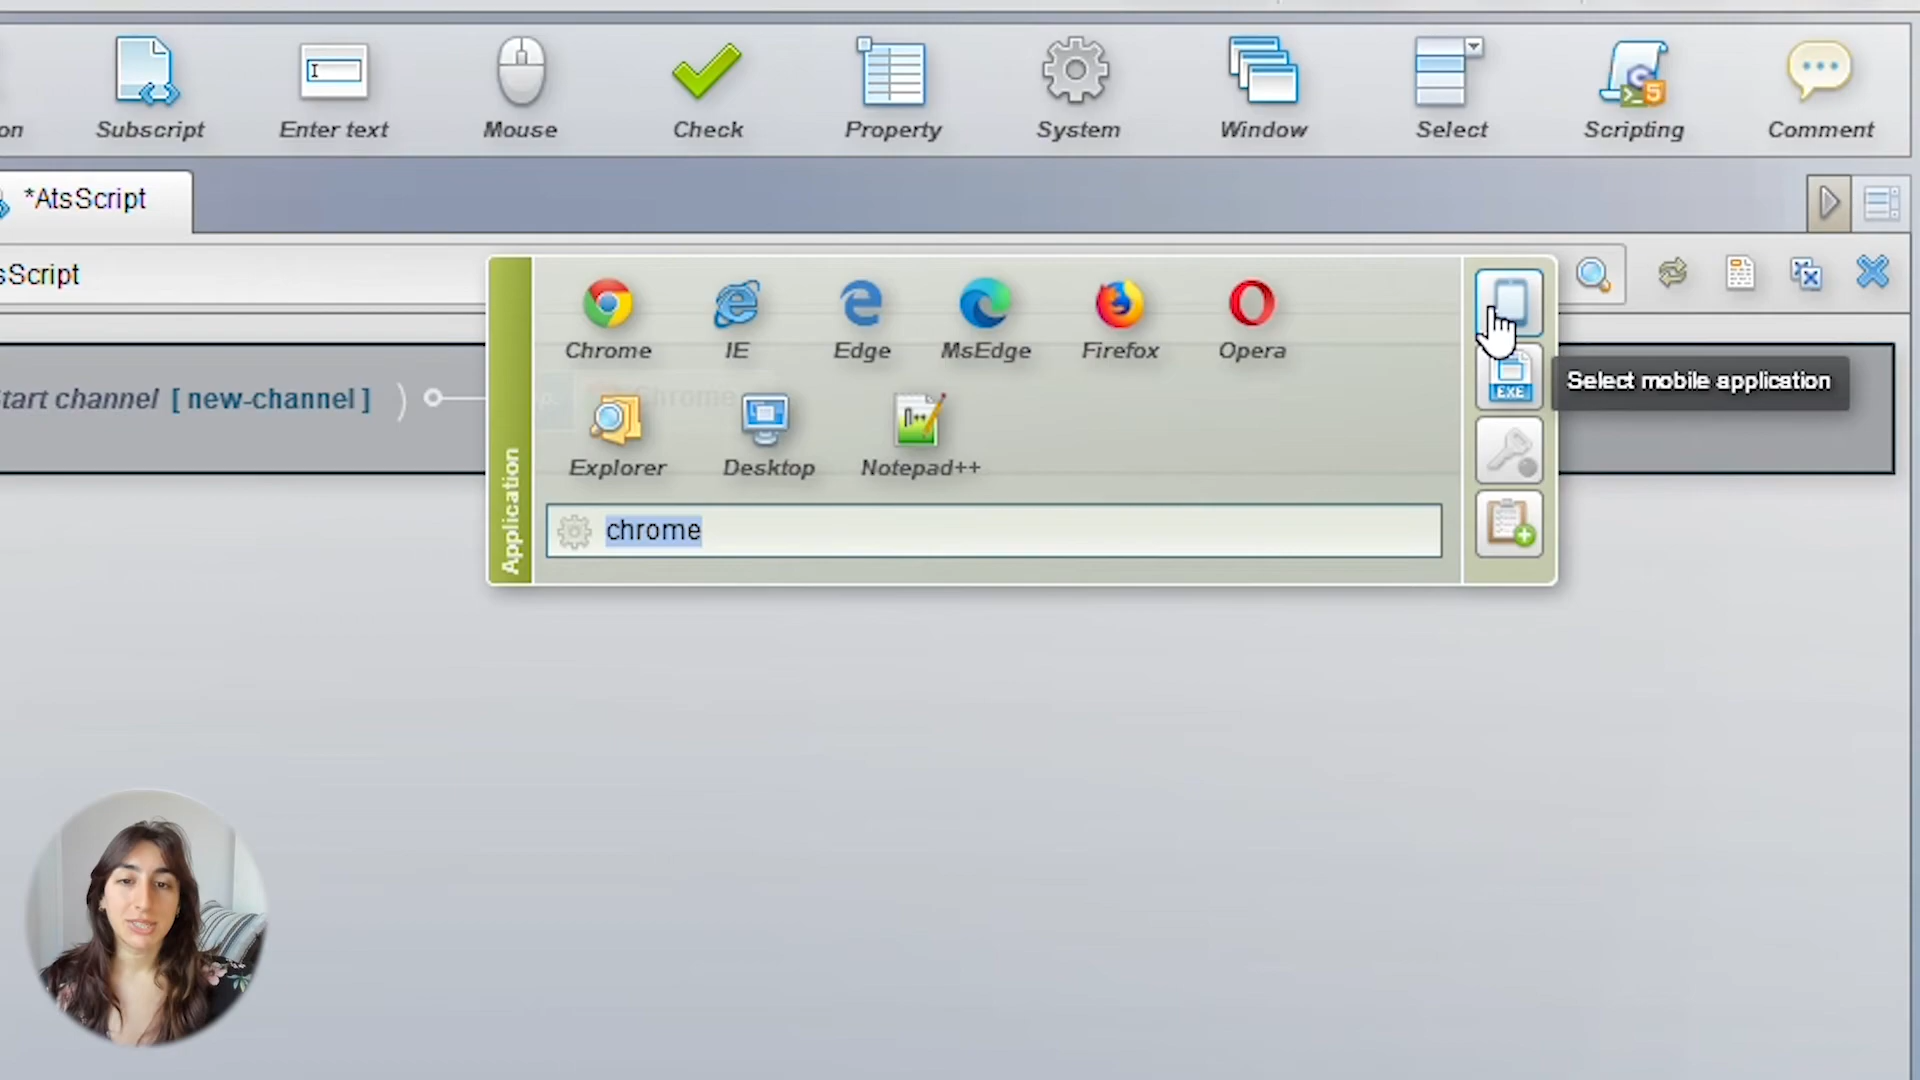 on
Subscript
Enter text
Mouse
Check
Property
System
Window
Select
Scripting
Comment
*AtsScript
sScript
Chrome
IE
Edge
MsEdge
Firefox
Opera
EXE
Select mobile application
tart channel [ new-channel ] )
Chrome
Explorer
Desktop
Notepad++
Application
chrome